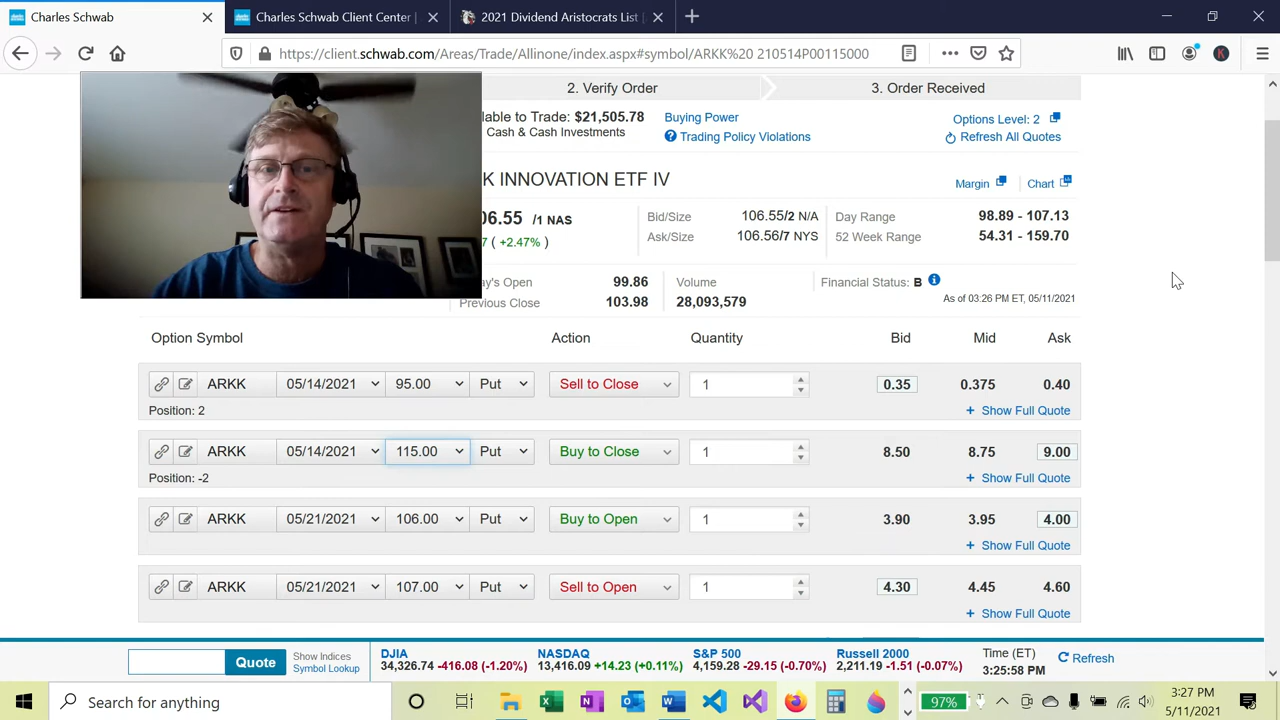 Charles Schwab
Charles Schwab Client Center
2021 Dividend Aristocrats List
https://client.schwab.com/Areas/Trade/Allinone/index.aspx#symbol/ARKK%20 210514P00115000
2. Verify Order
3. Order Received
lable to Trade: $21,505.78
Cash & Cash Investments
Buying Power
Trading Policy Violations
Options Level: 2
Refresh All Quotes
K INNOVATION ETF IV
Margin
Chart
06.55 /1 NAS
7 (+2.47%)
Bid/Size 106.55/2 N/A
Ask/Size 106.56/7 NYS
Day Range 98.89 - 107.13
52 Week Range 54.31 - 159.70
y's Open 99.86
Previous Close 103.98
Volume
28,093,579
Financial Status: B
As of 03:26 PM ET, 05/11/2021
Option Symbol Action Quantity Bid Mid Ask
ARKK 05/14/2021 95.00 Put Sell to Close 1 0.35 0.375 0.40
Position: 2 + Show Full Quote
ARKK 05/14/2021 115.00 Put Buy to Close 1 8.50 8.75 9.00
Position: -2 + Show Full Quote
ARKK 05/21/2021 106.00 Put Buy to Open 1 3.90 3.95 4.00
+ Show Full Quote
ARKK 05/21/2021 107.00 Put Sell to Open 1 4.30 4.45 4.60
+ Show Full Quote
Quote
Show Indices
Symbol Lookup
DJIA
34,326.74 -416.08 (-1.20%)
NASDAQ
13,416.09 +14.23 (+0.11%)
S&P 500
4,159.28 -29.15 (-0.70%)
Russell 2000
2,211.19 -1.51 (-0.07%)
Time (ET)
3:25:58 PM
Refresh
Search for anything
97%
3:27 PM
5/11/2021